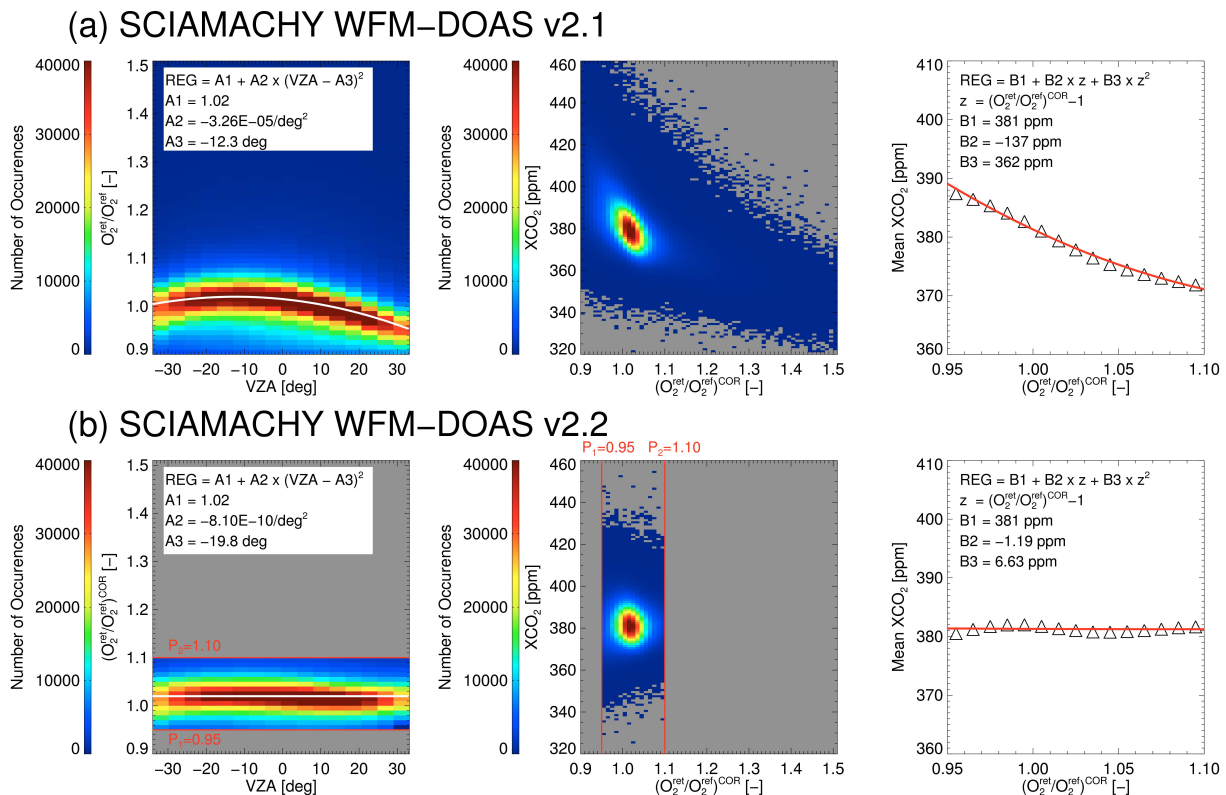 (a) SCIAMACHY WFM−DOAS v2.1
40000
30000
20000
10000
0
Number of Occurences
1.5
1.4
1.3
1.2
1.1
1.0
0.9
O₂ʳᵉᵗ/O₂ʳᵉᶠ [−]
REG = A1 + A2 x (VZA − A3)²
A1 = 1.02
A2 = −3.26E−05/deg²
A3 = −12.3 deg
−30 −20 −10 0 10 20 30
VZA [deg]
40000
30000
20000
10000
0
Number of Occurences
460
440
420
400
380
360
340
320
XCO₂ [ppm]
0.9 1.0 1.1 1.2 1.3 1.4 1.5
(O₂ʳᵉᵗ/O₂ʳᵉᶠ)ᶜᴼᴿ [−]
410
400
390
380
370
360
Mean XCO₂ [ppm]
REG = B1 + B2 x z + B3 x z²
z = (O₂ʳᵉᵗ/O₂ʳᵉᶠ)ᶜᴼᴿ−1
B1 = 381 ppm
B2 = −137 ppm
B3 = 362 ppm
0.95 1.00 1.05 1.10
(O₂ʳᵉᵗ/O₂ʳᵉᶠ)ᶜᴼᴿ [−]
(b) SCIAMACHY WFM−DOAS v2.2
40000
30000
20000
10000
0
Number of Occurences
1.5
1.4
1.3
1.2
1.1
1.0
0.9
(O₂ʳᵉᵗ/O₂ʳᵉᶠ)ᶜᴼᴿ [−]
REG = A1 + A2 x (VZA − A3)²
A1 = 1.02
A2 = −8.10E−10/deg²
A3 = −19.8 deg
P₂=1.10
P₁=0.95
−30 −20 −10 0 10 20 30
VZA [deg]
40000
30000
20000
10000
0
Number of Occurences
P₁=0.95 P₂=1.10
460
440
420
400
380
360
340
320
XCO₂ [ppm]
0.9 1.0 1.1 1.2 1.3 1.4 1.5
(O₂ʳᵉᵗ/O₂ʳᵉᶠ)ᶜᴼᴿ [−]
410
400
390
380
370
360
Mean XCO₂ [ppm]
REG = B1 + B2 x z + B3 x z²
z = (O₂ʳᵉᵗ/O₂ʳᵉᶠ)ᶜᴼᴿ−1
B1 = 381 ppm
B2 = −1.19 ppm
B3 = 6.63 ppm
0.95 1.00 1.05 1.10
(O₂ʳᵉᵗ/O₂ʳᵉᶠ)ᶜᴼᴿ [−]